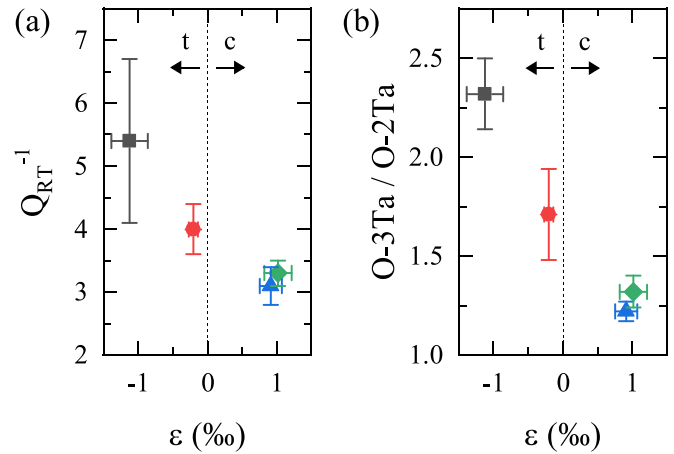 (a)
t c
7
6
5
4
3
2
Q_RT^-1
-1 0 1
ε (‰)
(b)
t c
2.5
2.0
1.5
1.0
O-3Ta / O-2Ta
-1 0 1
ε (‰)